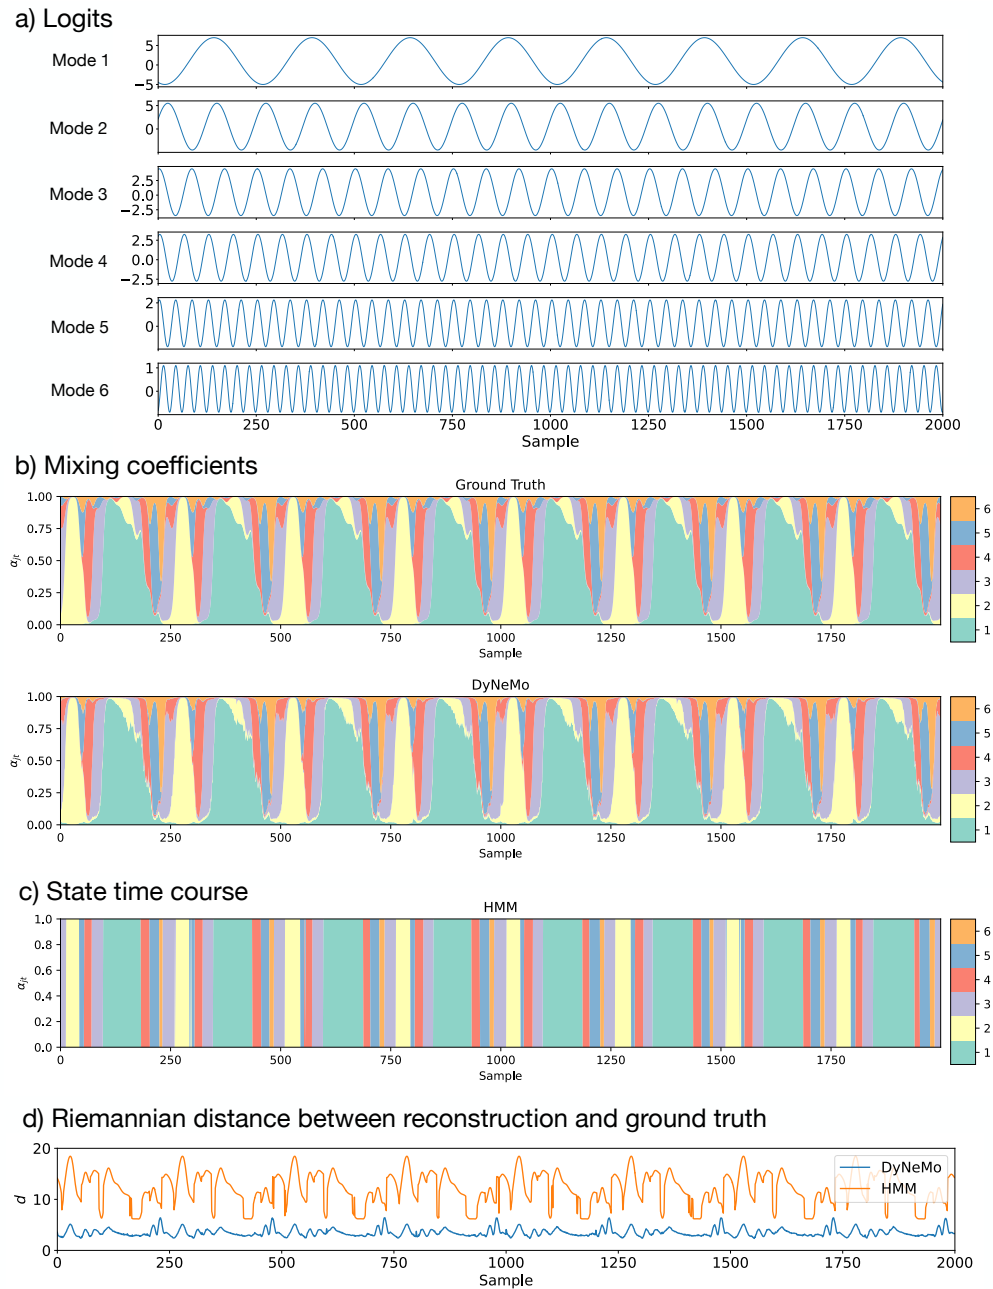 a) Logits
Mode 1
5
0
−5
Mode 2
5
0
Mode 3
2.5
0.0
−2.5
Mode 4
2.5
0.0
−2.5
Mode 5
2
0
Mode 6
1
0
0 250 500 750 1000 1250 1500 1750 2000
Sample
b) Mixing coefficients
Ground Truth
1.00
0.75
0.50
0.25
0.00
α_jt
0 250 500 750 1000 1250 1500 1750
Sample
6
5
4
3
2
1
DyNeMo
1.00
0.75
0.50
0.25
0.00
α_jt
0 250 500 750 1000 1250 1500 1750
Sample
6
5
4
3
2
1
c) State time course
HMM
1.0
0.8
0.6
0.4
0.2
0.0
α_jt
0 250 500 750 1000 1250 1500 1750
Sample
6
5
4
3
2
1
d) Riemannian distance between reconstruction and ground truth
20
10
0
d
DyNeMo
HMM
0 250 500 750 1000 1250 1500 1750 2000
Sample